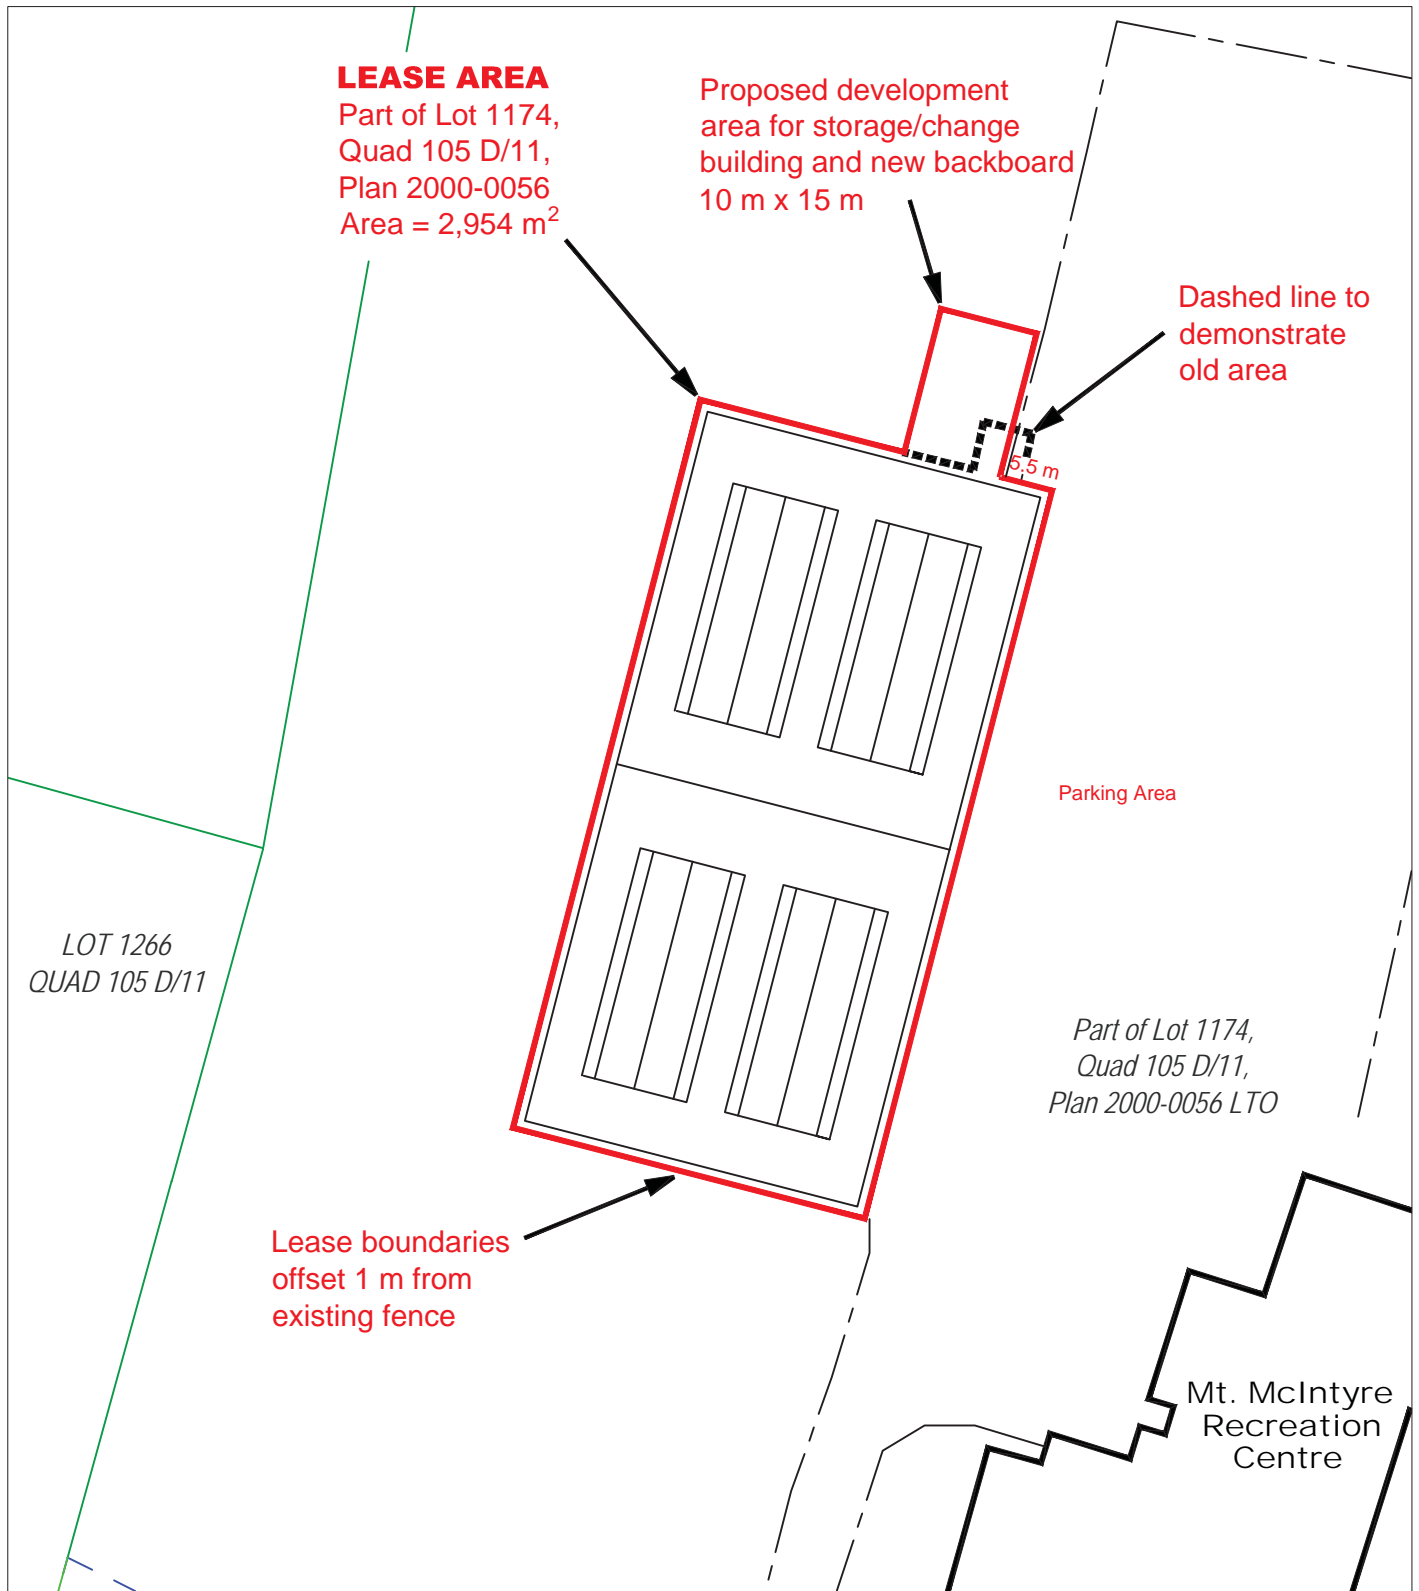 LEASE AREA
Part of Lot 1174,
Quad 105 D/11,
Plan 2000-0056
Area = 2,954 m²
Proposed development
area for storage/change
building and new backboard
10 m x 15 m
Dashed line to
demonstrate
old area
5.5 m
Parking Area
LOT 1266
QUAD 105 D/11
Part of Lot 1174,
Quad 105 D/11,
Plan 2000-0056 LTO
Lease boundaries
offset 1 m from
existing fence
Mt. McIntyre
Recreation
Centre